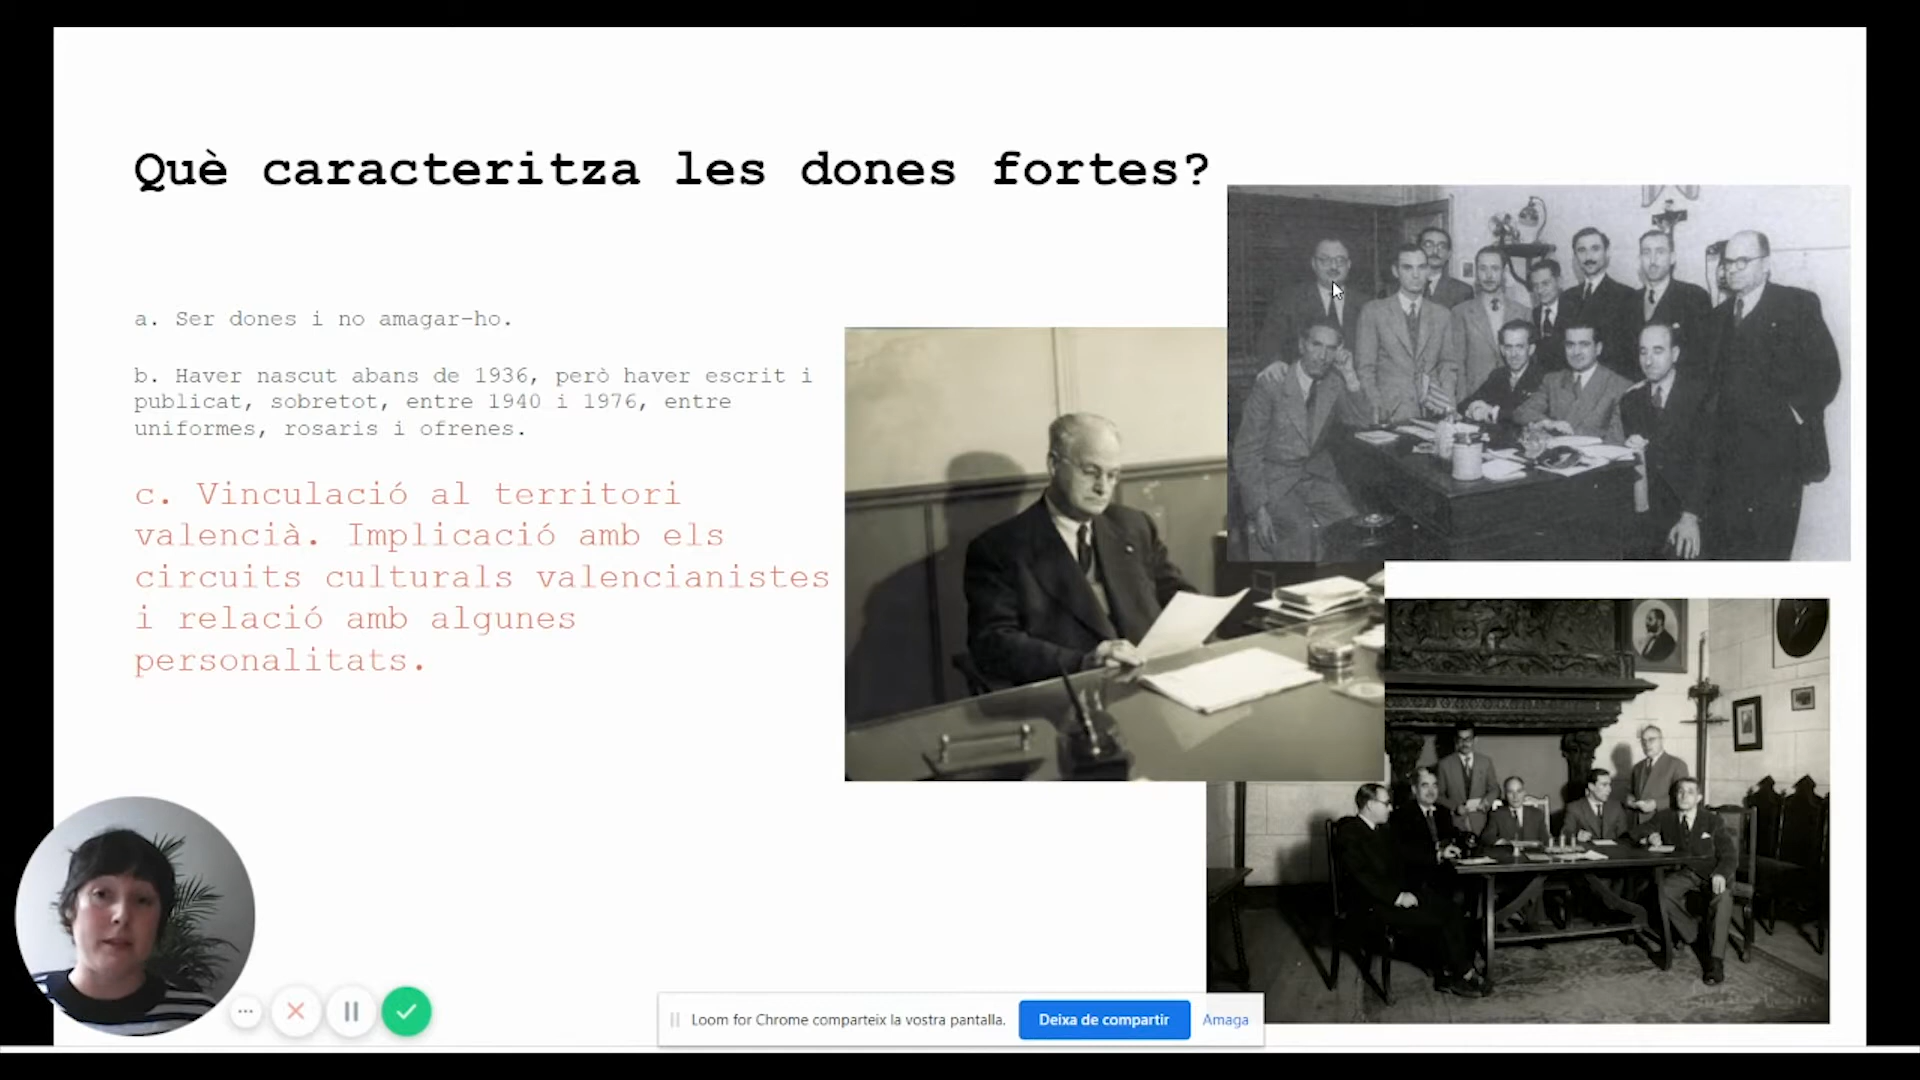 Què caracteritza les dones fortes?
a. Ser dones i no amagar-ho.
b. Haver nascut abans de 1936, però haver escrit i
publicat, sobretot, entre 1940 i 1976, entre
uniformes, rosaris i ofrenes.
c. Vinculació al territori
valencià. Implicació amb els
circuits culturals valencianistes
i relació amb algunes
personalitats.
Loom for Chrome comparteix la vostra pantalla.
Deixa de compartir
Amaga